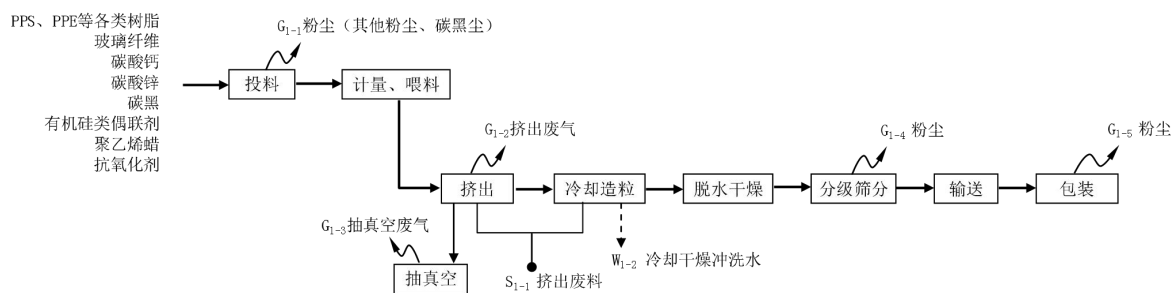 PPS、PPE等各类树脂
玻璃纤维
碳酸钙
碳酸锌
碳黑
有机硅类偶联剂
聚乙烯蜡
抗氧化剂
G1-1粉尘（其他粉尘、碳黑尘）
投料
计量、喂料
G1-2挤出废气
G1-4 粉尘
G1-5 粉尘
挤出
冷却造粒
脱水干燥
分级筛分
输送
包装
G1-3抽真空废气
抽真空
S1-1 挤出废料
W1-2 冷却干燥冲洗水